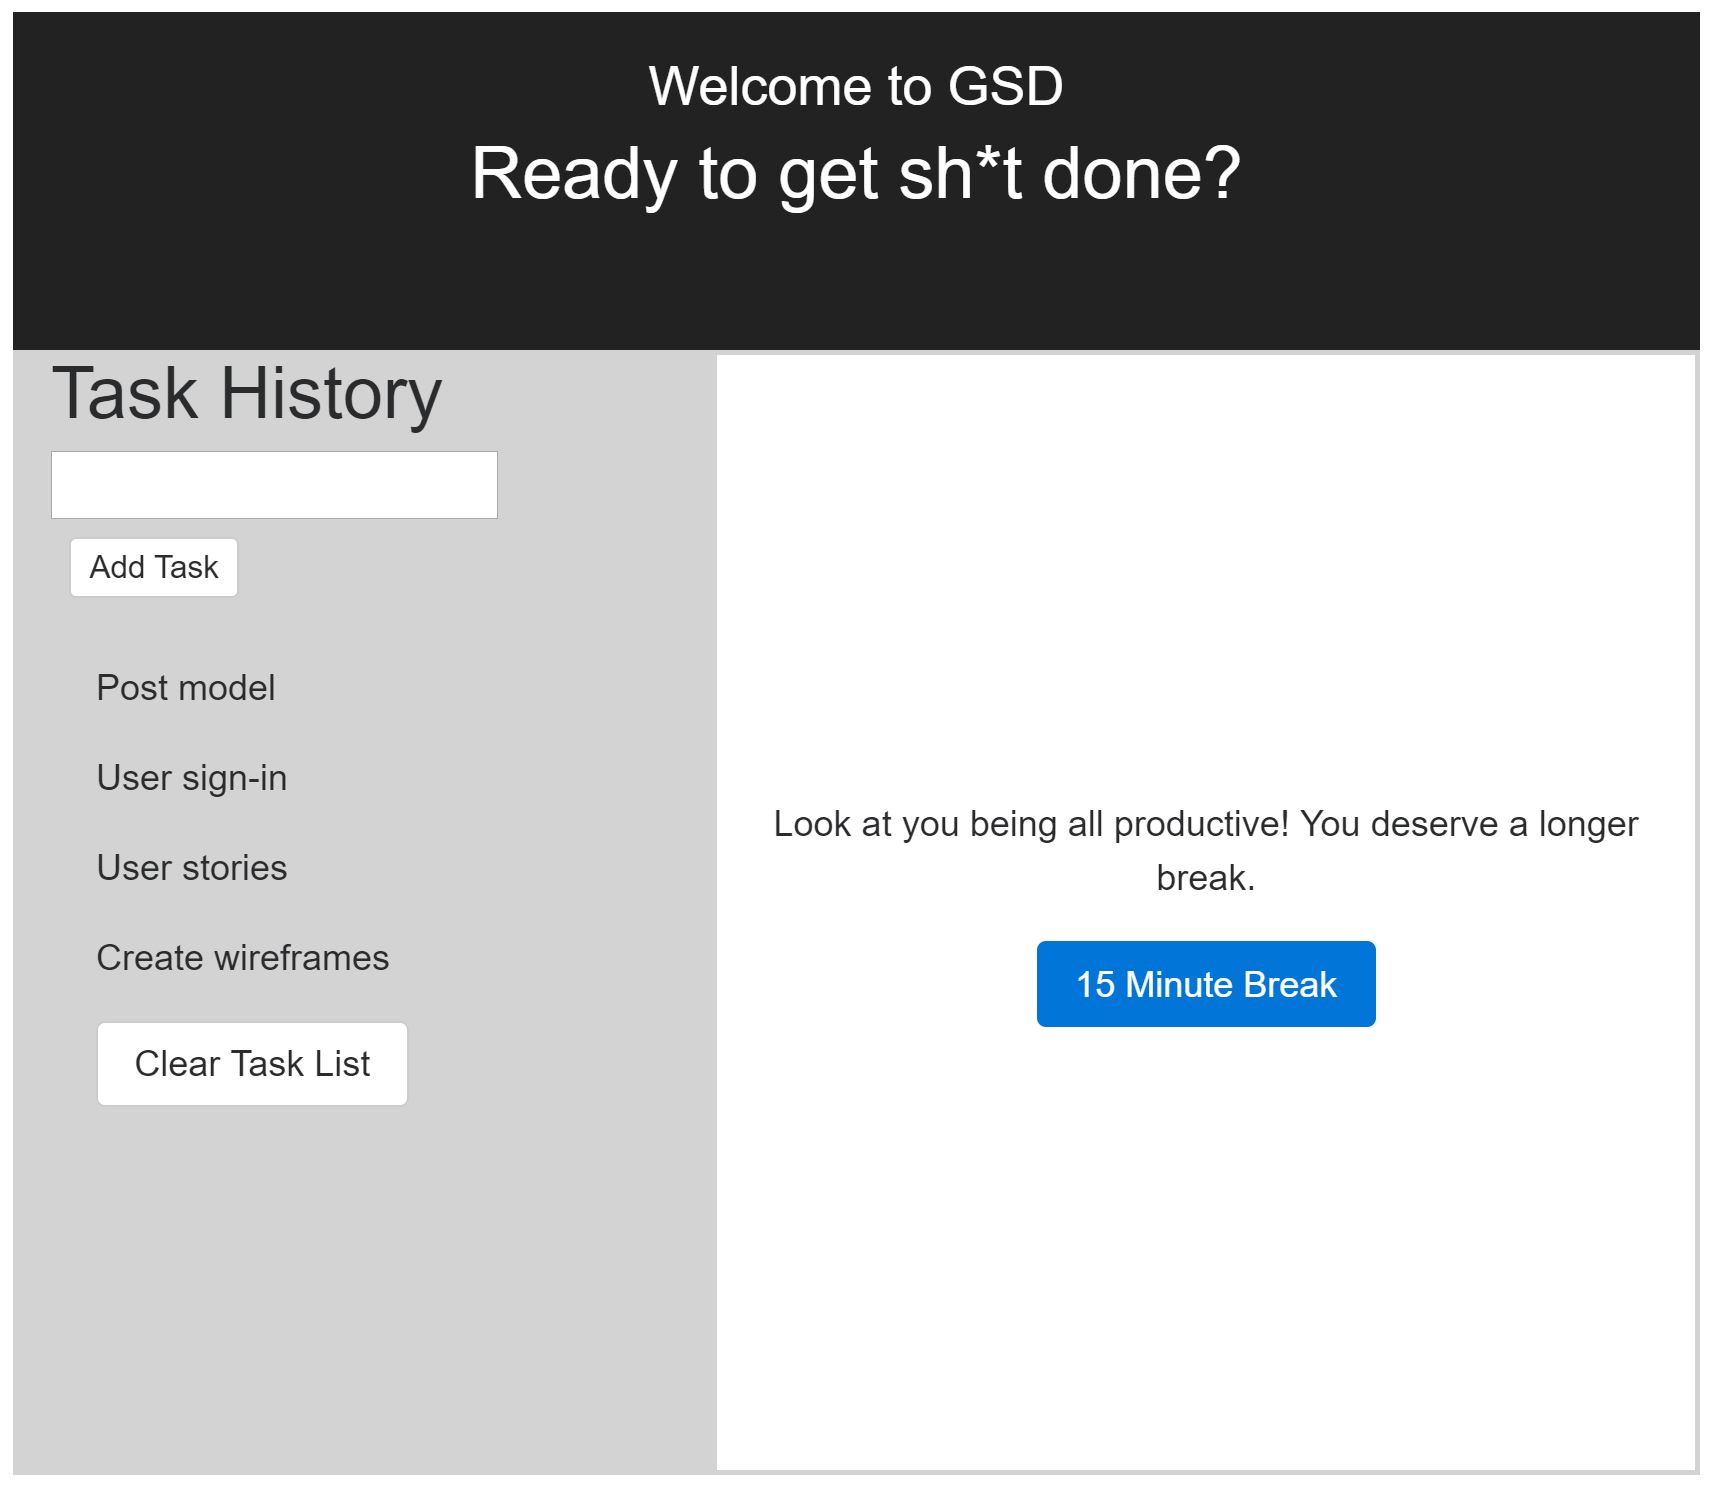 Welcome to GSD
Ready to get sh*t done?
Task History
Add Task
Post model
User sign-in
User stories
Create wireframes
Clear Task List
Look at you being all productive! You deserve a longer
break.
15 Minute Break